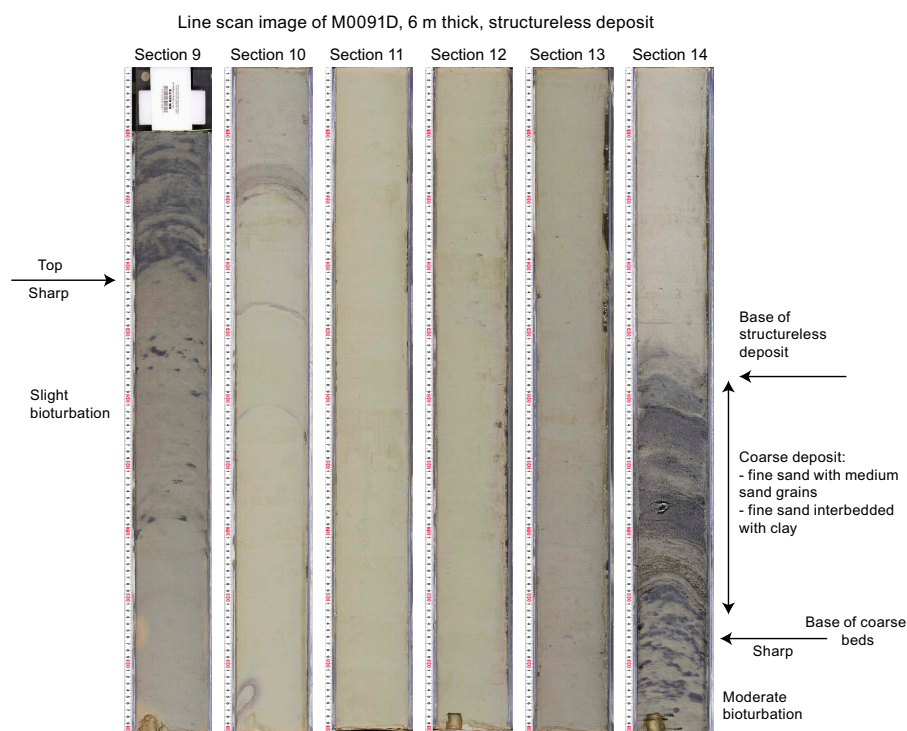 Line scan image of M0091D, 6 m thick, structureless deposit
Section 9
Section 10
Section 11
Section 12
Section 13
Section 14
Top
Sharp
Slight
bioturbation
Base of
structureless
deposit
Coarse deposit:
- fine sand with medium
sand grains
- fine sand interbedded
with clay
Base of coarse
beds
Sharp
Moderate
bioturbation